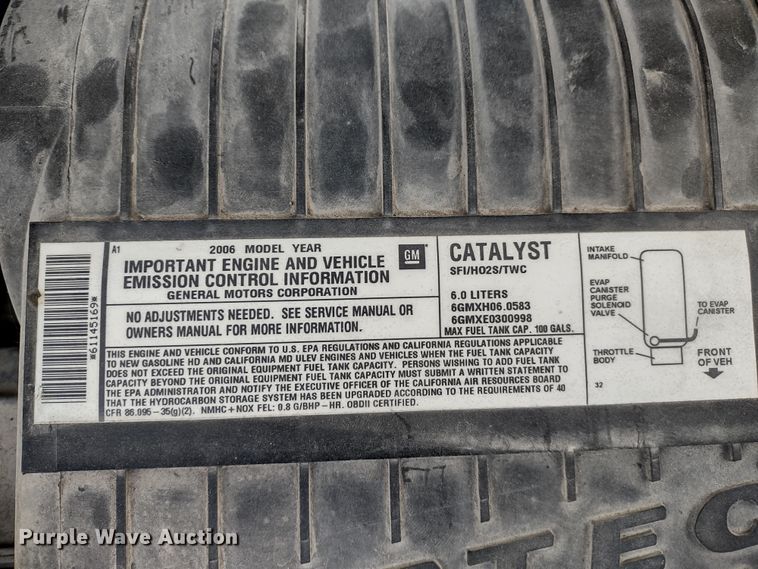 *61145169*
A1
2006 MODEL YEAR
IMPORTANT ENGINE AND VEHICLE
EMISSION CONTROL INFORMATION
GENERAL MOTORS CORPORATION
GM
NO ADJUSTMENTS NEEDED. SEE SERVICE MANUAL OR
OWNERS MANUAL FOR MORE INFORMATION.
CATALYST
SFI/HO2S/TWC
6.0 LITERS
6GMXH06.0583
6GMXE0300998
MAX FUEL TANK CAP. 100 GALS.
THIS ENGINE AND VEHICLE CONFORM TO U.S. EPA REGULATIONS AND CALIFORNIA REGULATIONS APPLICABLE
TO NEW GASOLINE HD AND CALIFORNIA MD ULEV ENGINES AND VEHICLES WHEN THE FUEL TANK CAPACITY
DOES NOT EXCEED THE ORIGINAL EQUIPMENT FUEL TANK CAPACITY. PERSONS WISHING TO ADD FUEL TANK
CAPACITY BEYOND THE ORIGINAL EQUIPMENT FUEL TANK CAPACITY MUST SUBMIT A WRITTEN STATEMENT TO
THE EPA ADMINISTRATOR AND NOTIFY THE EXECUTIVE OFFICER OF THE CALIFORNIA AIR RESOURCES BOARD
THAT THE HYDROCARBON STORAGE SYSTEM HAS BEEN UPGRADED ACCORDING TO THE REQUIREMENTS OF 40
CFR 86.095-35(g)(2). NMHC+NOX FEL: 0.8 G/BHP-HR. OBDII CERTIFIED.
INTAKE
MANIFOLD
EVAP
CANISTER
PURGE
SOLENOID
VALVE
TO EVAP
CANISTER
THROTTLE
BODY
FRONT
OF VEH
32
RTEC
Purple Wave Auction